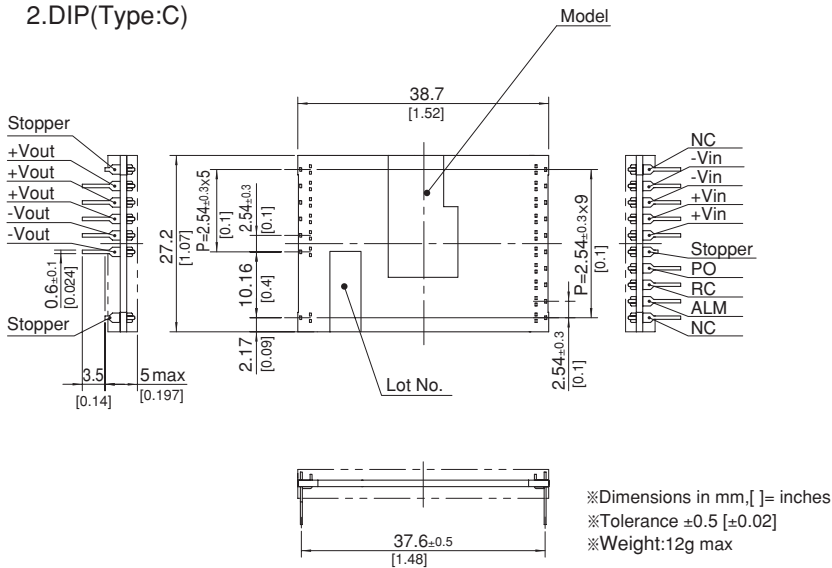 2.DIP(Type:C)
Model
38.7
[1.52]
Stopper
+Vout
+Vout
+Vout
-Vout
-Vout
Stopper
0.6±0.1
[0.024]
3.5
[0.14]
5 max
[0.197]
27.2
[1.07]
P=2.54±0.3x5
[0.1]
2.54±0.3
[0.1]
10.16
[0.4]
2.17
[0.09]
Lot No.
P=2.54±0.3x9
[0.1]
2.54±0.3
[0.1]
NC
-Vin
-Vin
+Vin
+Vin
Stopper
PO
RC
ALM
NC
37.6±0.5
[1.48]
※Dimensions in mm,[ ]= inches
※Tolerance ±0.5 [±0.02]
※Weight:12g max